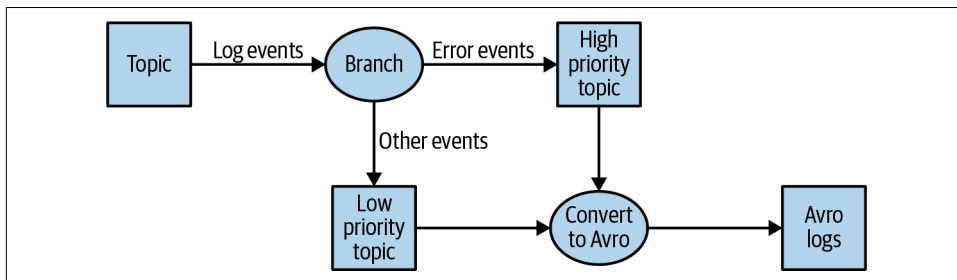 Topic
Log events
Branch
Error events
High
priority
topic
Other events
Low
priority
topic
Convert
to Avro
Avro
logs